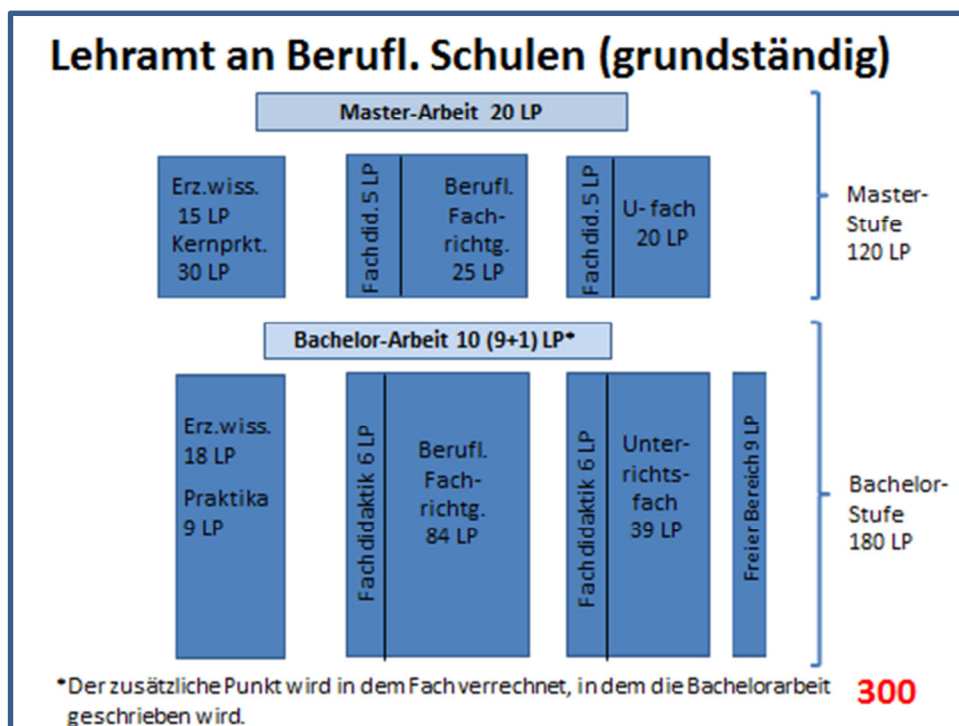 Lehramt an Berufl. Schulen (grundständig)
Master-Arbeit 20 LP
Erz.wiss.
15 LP
Kernprkt.
30 LP
Fachdid. 5 LP
Berufl.
Fach-
richtg.
25 LP
Fachdid. 5 LP
U- fach
20 LP
Master-
Stufe
120 LP
Bachelor-Arbeit 10 (9+1) LP*
Erz.wiss.
18 LP
Praktika
9 LP
Fachdidaktik 6 LP
Berufl.
Fach-
richtg.
84 LP
Fachdidaktik 6 LP
Unter-
richts-
fach
39 LP
Freier Bereich 9 LP
Bachelor-
Stufe
180 LP
*Der zusätzliche Punkt wird in dem Fach verrechnet, in dem die Bachelorarbeit
geschrieben wird.
300